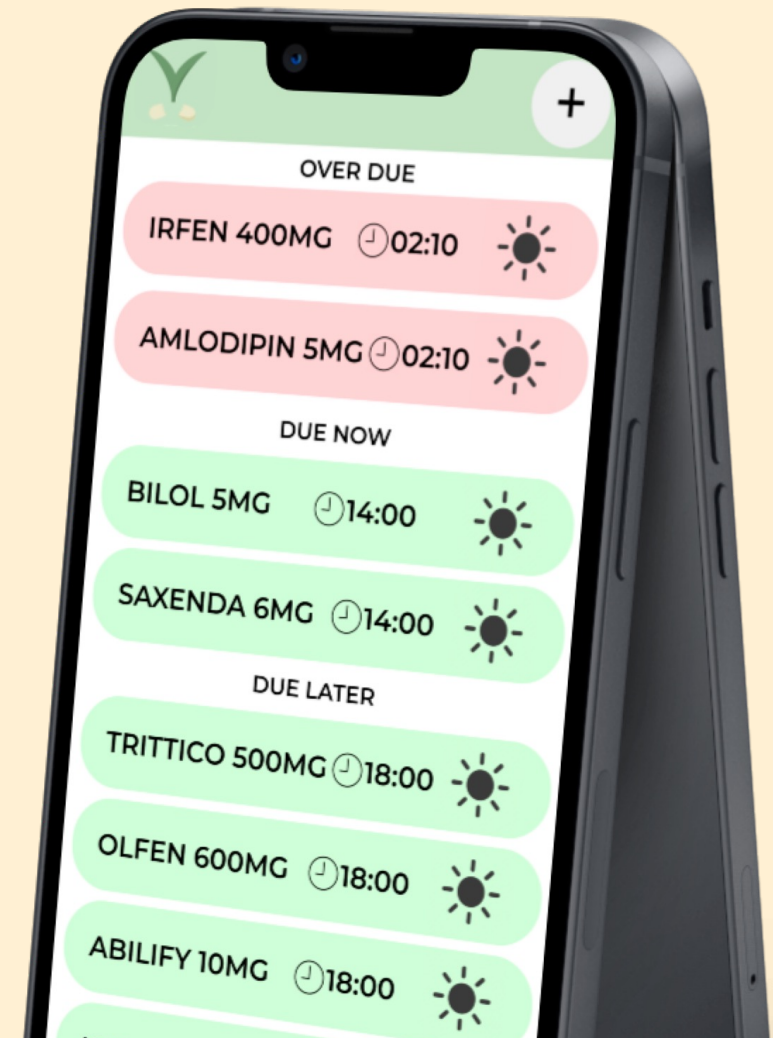 +
OVER DUE
IRFEN 400MG 02:10
AMLODIPIN 5MG 02:10
DUE NOW
BILOL 5MG 14:00
SAXENDA 6MG 14:00
DUE LATER
TRITTICO 500MG 18:00
OLFEN 600MG 18:00
ABILIFY 10MG 18:00